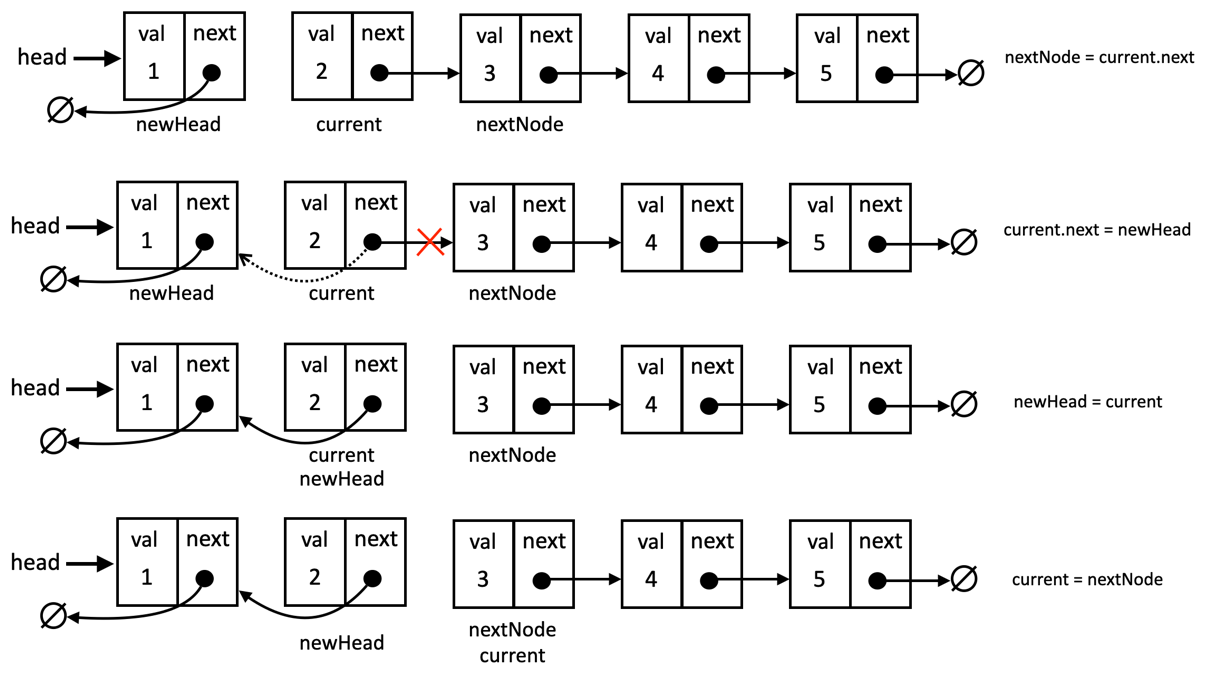 val next val next val next val next val next
head 1 2 3 4 5 ∅ nextNode = current.next
∅ newHead current nextNode
val next val next val next val next val next
head 1 2 3 4 5 ∅ current.next = newHead
∅ newHead current nextNode
val next val next val next val next val next
head 1 2 3 4 5 ∅ newHead = current
∅ current nextNode
newHead
val next val next val next val next val next
head 1 2 3 4 5 ∅ current = nextNode
∅ newHead nextNode
current